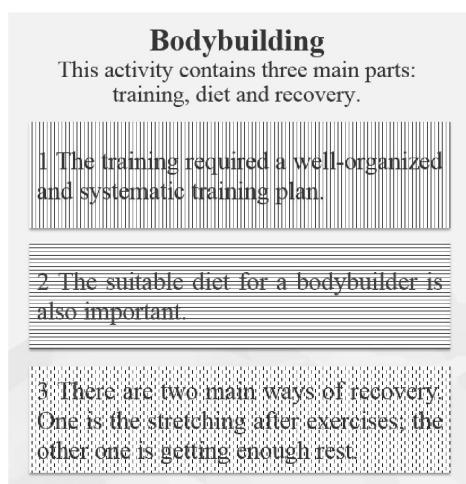 Bodybuilding
This activity contains three main parts:
training, diet and recovery.
1 The training required a well-organized
and systematic training plan.
2 The suitable diet for a bodybuilder is
also important.
3 There are two main ways of recovery.
One is the stretching after exercises; the
other one is getting enough rest.